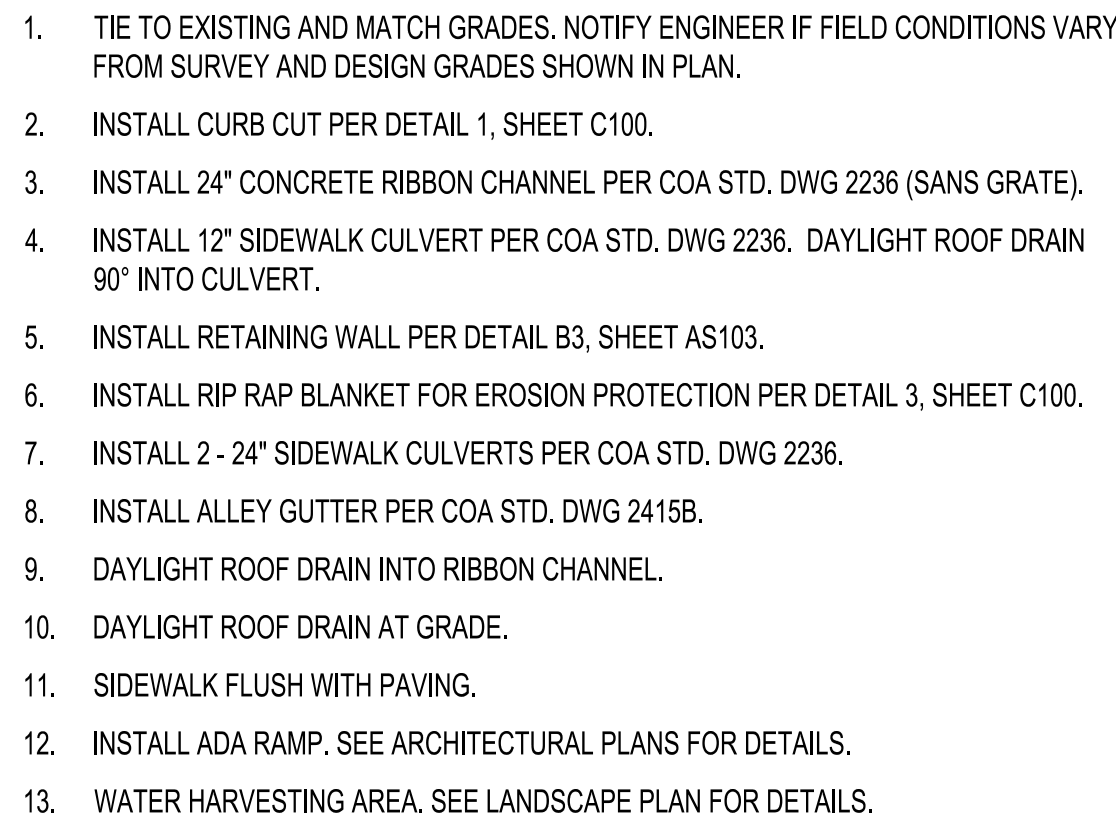 1. TIE TO EXISTING AND MATCH GRADES. NOTIFY ENGINEER IF FIELD CONDITIONS VARY
FROM SURVEY AND DESIGN GRADES SHOWN IN PLAN.
2. INSTALL CURB CUT PER DETAIL 1, SHEET C100.
3. INSTALL 24" CONCRETE RIBBON CHANNEL PER COA STD. DWG 2236 (SANS GRATE).
4. INSTALL 12" SIDEWALK CULVERT PER COA STD. DWG 2236. DAYLIGHT ROOF DRAIN
90° INTO CULVERT.
5. INSTALL RETAINING WALL PER DETAIL B3, SHEET AS103.
6. INSTALL RIP RAP BLANKET FOR EROSION PROTECTION PER DETAIL 3, SHEET C100.
7. INSTALL 2 - 24" SIDEWALK CULVERTS PER COA STD. DWG 2236.
8. INSTALL ALLEY GUTTER PER COA STD. DWG 2415B.
9. DAYLIGHT ROOF DRAIN INTO RIBBON CHANNEL.
10. DAYLIGHT ROOF DRAIN AT GRADE.
11. SIDEWALK FLUSH WITH PAVING.
12. INSTALL ADA RAMP. SEE ARCHITECTURAL PLANS FOR DETAILS.
13. WATER HARVESTING AREA. SEE LANDSCAPE PLAN FOR DETAILS.